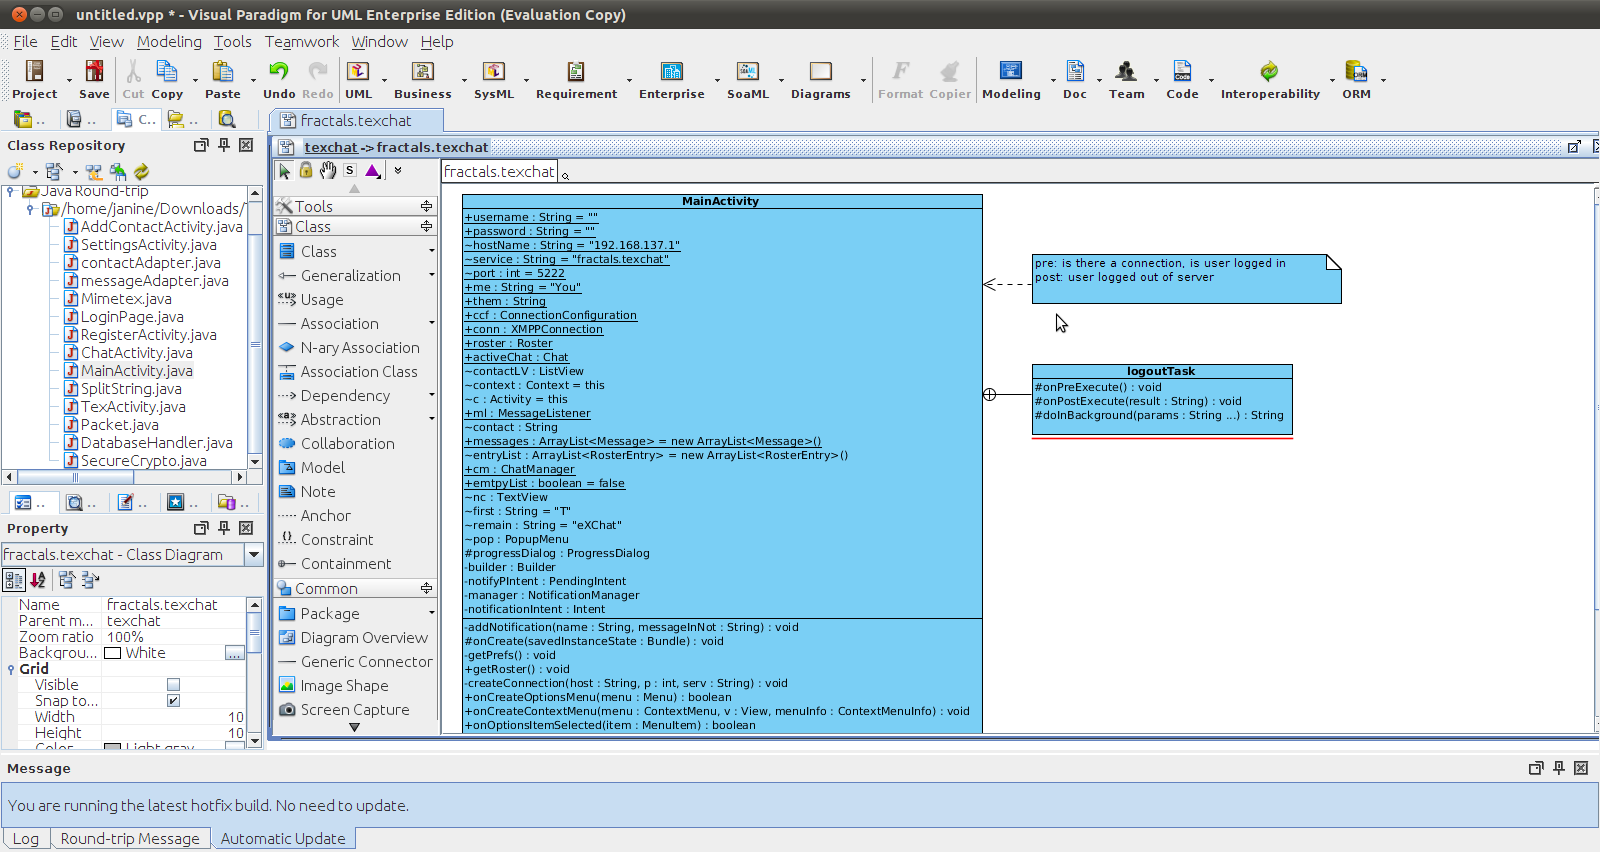 untitled.vpp * - Visual Paradigm for UML Enterprise Edition (Evaluation Copy)
File Edit View Modeling Tools Teamwork Window Help
Project Save Cut Copy Paste Undo Redo UML Business SysML Requirement Enterprise SoaML Diagrams Format Copier Modeling Doc Team Code Interoperability ORM
C..
fractals.texchat
Class Repository
texchat->fractals.texchat
fractals.texchat
Java Round-trip
/home/janine/Downloads/
AddContactActivity.java
SettingsActivity.java
contactAdapter.java
messageAdapter.java
Mimetex.java
LoginPage.java
RegisterActivity.java
ChatActivity.java
MainActivity.java
SplitString.java
TexActivity.java
Packet.java
DatabaseHandler.java
SecureCrypto.java
Property
fractals.texchat - Class Diagram
Name fractals.texchat
Parent m... texchat
Zoom ratio 100%
Backgrou... White ...
Grid
Visible
Snap to...
Width 10
Height 10
Color Light gray
Tools
Class
Class
Generalization
Usage
Association
N-ary Association
Association Class
Dependency
Abstraction
Collaboration
Model
Note
Anchor
Constraint
Containment
Common
Package
Diagram Overview
Generic Connector
Image Shape
Screen Capture
MainActivity
+username : String = ""
+password : String = ""
~hostName : String = "192.168.137.1"
~service : String = "fractals.texchat"
~port : int = 5222
+me : String = "You"
+them : String
+ccf : ConnectionConfiguration
+conn : XMPPConnection
+roster : Roster
+activeChat : Chat
~contactLV : ListView
~context : Context = this
~c : Activity = this
+ml : MessageListener
~contact : String
+messages : ArrayList<Message> = new ArrayList<Message>()
~entryList : ArrayList<RosterEntry> = new ArrayList<RosterEntry>()
+cm : ChatManager
+emtpyList : boolean = false
~nc : TextView
~first : String = "T"
~remain : String = "eXChat"
~pop : PopupMenu
#progressDialog : ProgressDialog
-builder : Builder
-notifyPIntent : PendingIntent
-manager : NotificationManager
-notificationIntent : Intent
-addNotification(name : String, messageInNot : String) : void
#onCreate(savedInstanceState : Bundle) : void
-getPrefs() : void
+getRoster() : void
-createConnection(host : String, p : int, serv : String) : void
+onCreateOptionsMenu(menu : Menu) : boolean
+onCreateContextMenu(menu : ContextMenu, v : View, menuInfo : ContextMenuInfo) : void
+onOptionsItemSelected(item : MenuItem) : boolean
pre: is there a connection, is user logged in
post: user logged out of server
logoutTask
#onPreExecute() : void
#onPostExecute(result : String) : void
#doInBackground(params : String ...) : String
Message
You are running the latest hotfix build. No need to update.
Log Round-trip Message Automatic Update